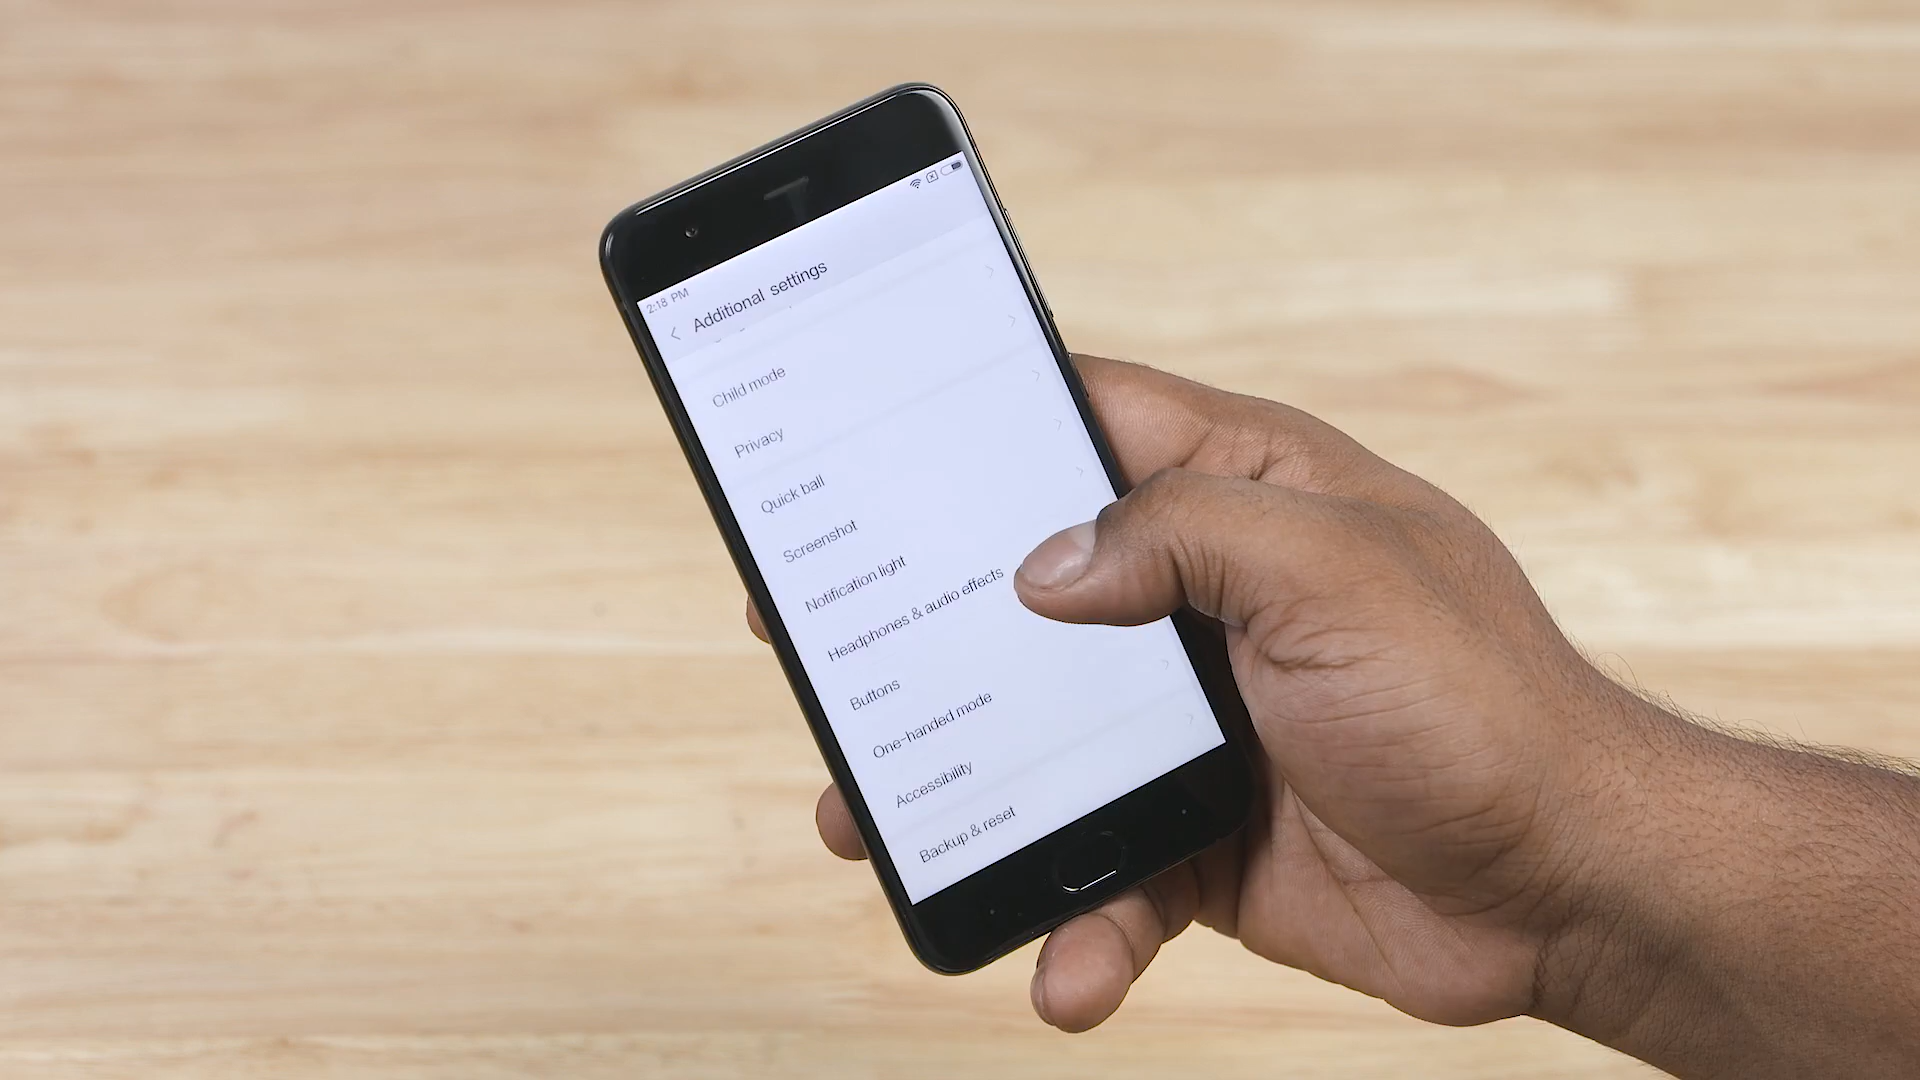 2:18 PM
Additional settings
Child mode
Privacy
Quick ball
Screenshot
Notification light
Headphones & audio effects
Buttons
One-handed mode
Accessibility
Backup & reset